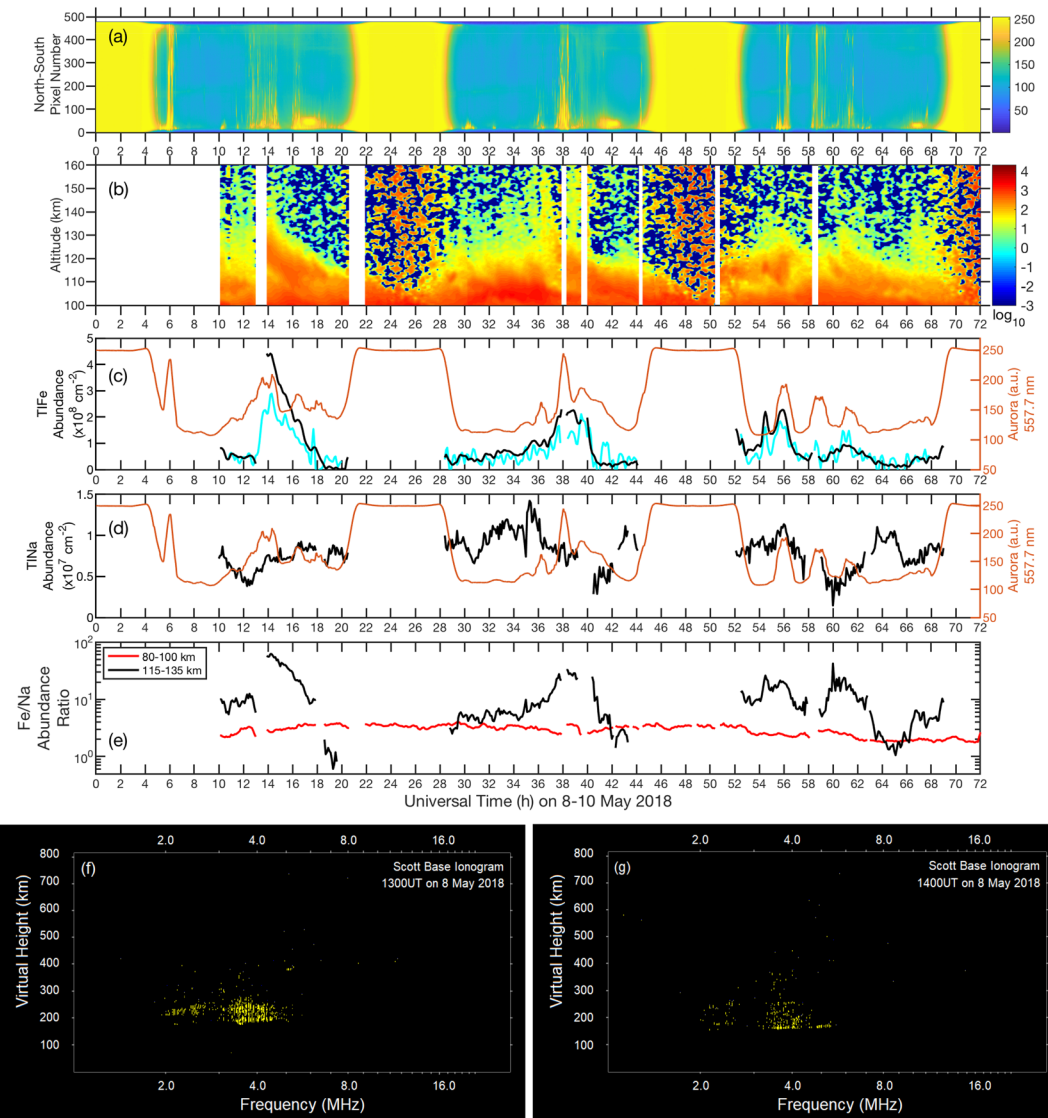 (a)
North-South
Pixel Number
500
400
300
200
100
0
250
200
150
100
50
0 2 4 6 8 10 12 14 16 18 20 22 24 26 28 30 32 34 36 38 40 42 44 46 48 50 52 54 56 58 60 62 64 66 68 70 72
(b)
Altitude (km)
160
150
140
130
120
110
100
4
3
2
1
0
-1
-2
-3
log10
0 2 4 6 8 10 12 14 16 18 20 22 24 26 28 30 32 34 36 38 40 42 44 46 48 50 52 54 56 58 60 62 64 66 68 70 72
(c)
TIFe
Abundance
(x10⁸ cm⁻²)
5
4
3
2
1
0
250
200
150
100
50
Aurora (a.u.)
557.7 nm
0 2 4 6 8 10 12 14 16 18 20 22 24 26 28 30 32 34 36 38 40 42 44 46 48 50 52 54 56 58 60 62 64 66 68 70 72
(d)
TINa
Abundance
(x10⁷ cm⁻²)
1.5
1
0.5
0
250
200
150
100
50
Aurora (a.u.)
557.7 nm
0 2 4 6 8 10 12 14 16 18 20 22 24 26 28 30 32 34 36 38 40 42 44 46 48 50 52 54 56 58 60 62 64 66 68 70 72
(e)
Fe/Na
Abundance
Ratio
10²
10¹
10⁰
80-100 km
115-135 km
0 2 4 6 8 10 12 14 16 18 20 22 24 26 28 30 32 34 36 38 40 42 44 46 48 50 52 54 56 58 60 62 64 66 68 70 72
Universal Time (h) on 8-10 May 2018
2.0 4.0 8.0 16.0
(f)
Scott Base Ionogram
1300UT on 8 May 2018
Virtual Height (km)
800
700
600
500
400
300
200
100
2.0 4.0 8.0 16.0
Frequency (MHz)
2.0 4.0 8.0 16.0
(g)
Scott Base Ionogram
1400UT on 8 May 2018
Virtual Height (km)
800
700
600
500
400
300
200
100
2.0 4.0 8.0 16.0
Frequency (MHz)